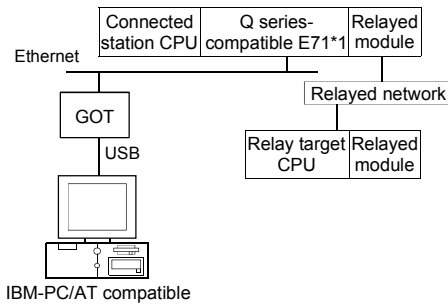 Connected station CPU
Q series-compatible E71*1
Relayed module
Ethernet
Relayed network
GOT
Relay target CPU
Relayed module
USB
IBM-PC/AT compatible